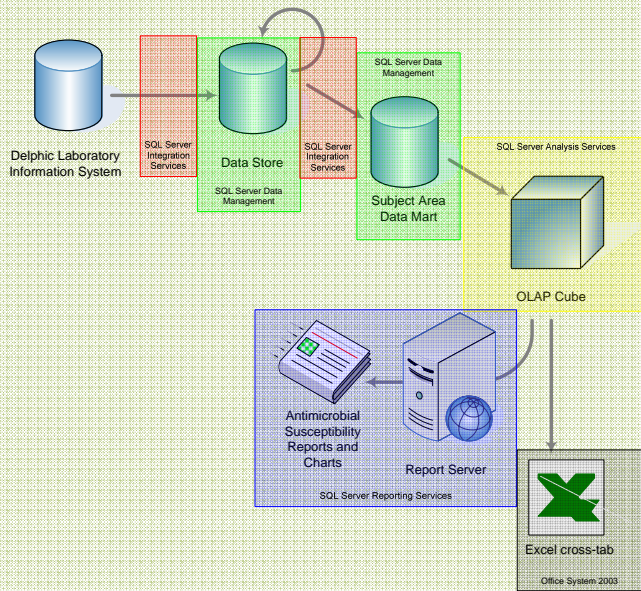 Delphic Laboratory
Information System
SQL Server
Integration
Services
Data Store
SQL Server Data
Management
SQL Server
Integration
Services
SQL Server Data
Management
Subject Area
Data Mart
SQL Server Analysis Services
OLAP Cube
Antimicrobial
Susceptibility
Reports and
Charts
Report Server
SQL Server Reporting Services
Excel cross-tab
Office System 2003